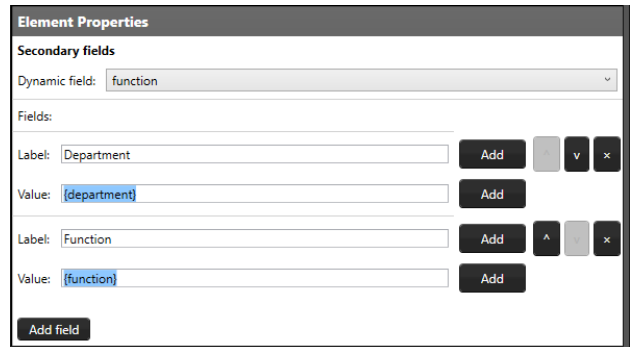 Element Properties
Secondary fields
Dynamic field: function
Fields:
Label: Department Add ^ v ×
Value: {department} Add
Label: Function Add ^ v ×
Value: {function} Add
Add field